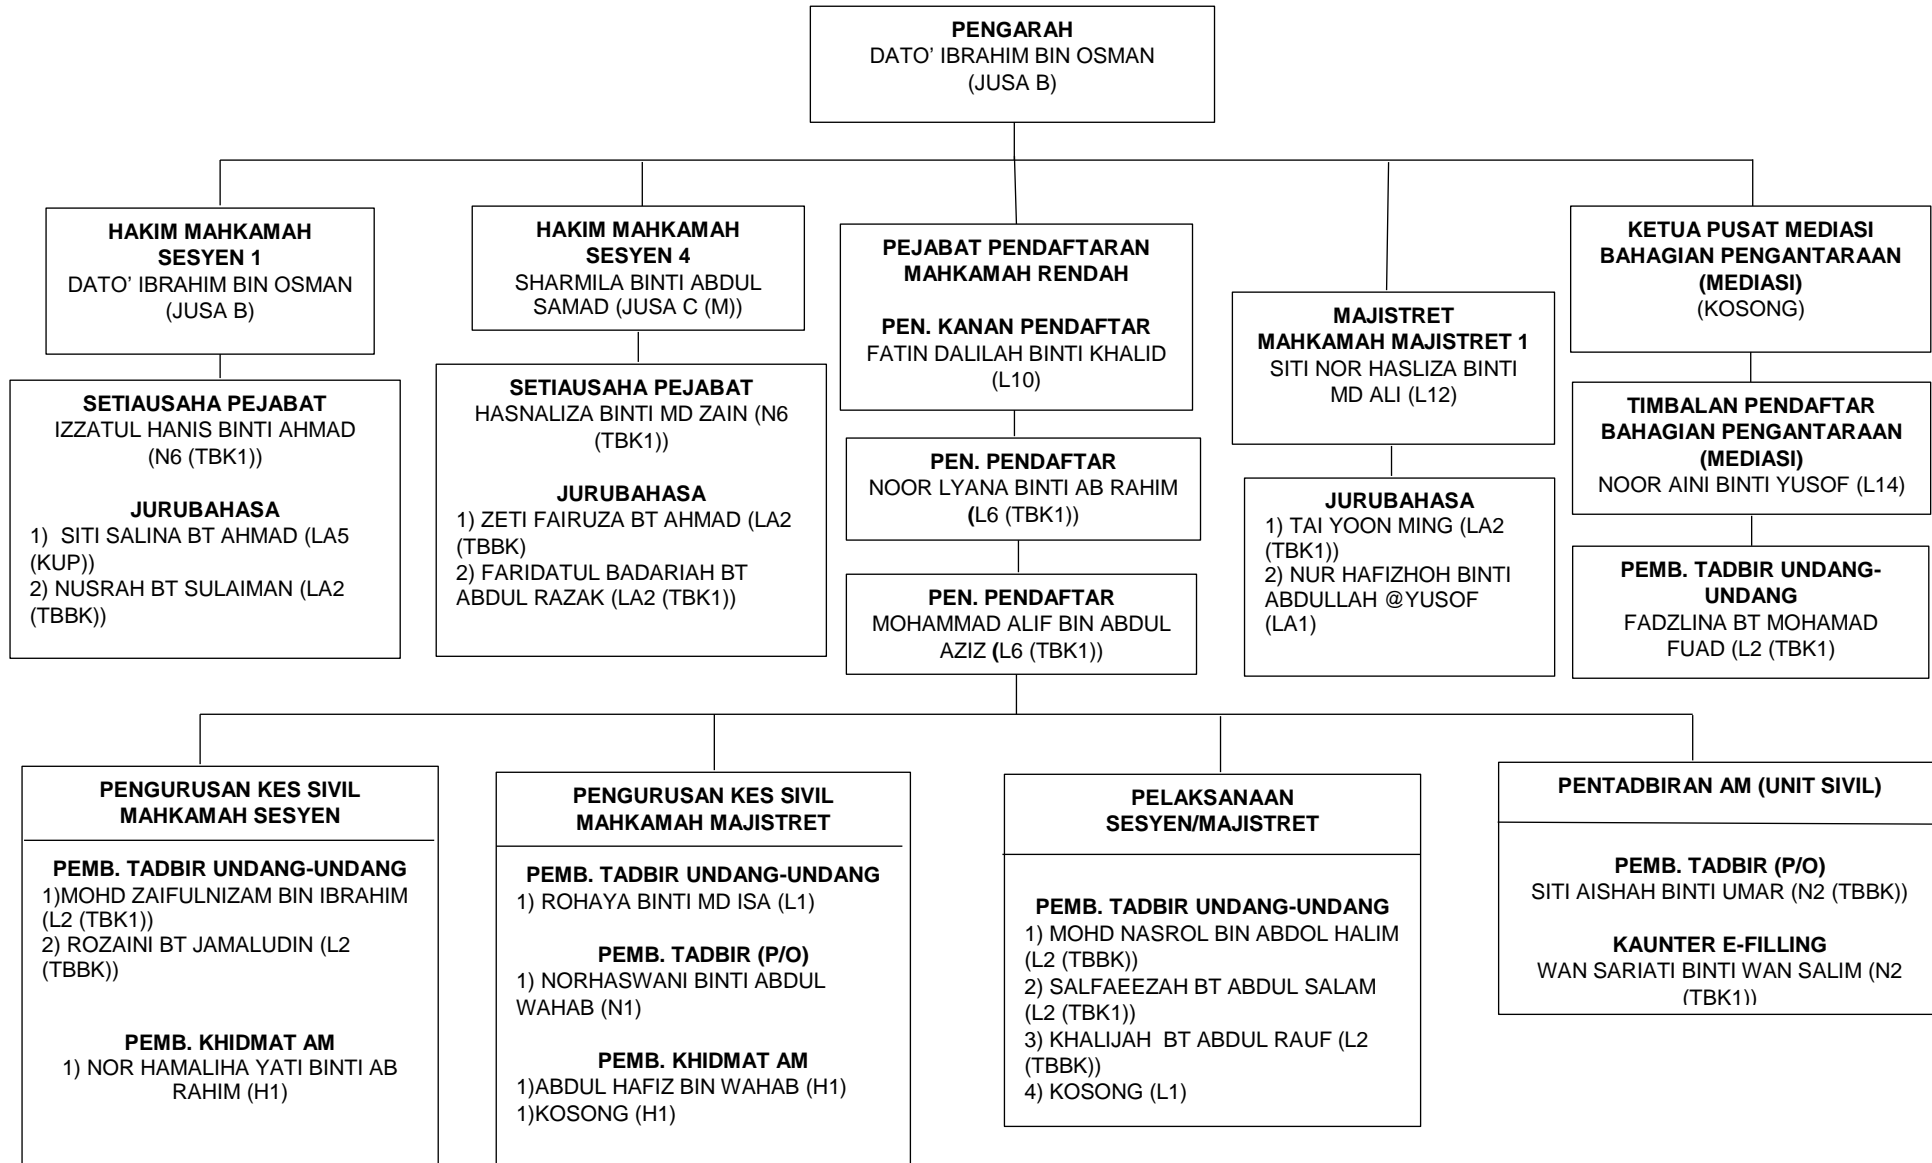 PENGARAH
DATO’ IBRAHIM BIN OSMAN
(JUSA B)
HAKIM MAHKAMAH
SESYEN 1
DATO’ IBRAHIM BIN OSMAN
(JUSA B)
SETIAUSAHA PEJABAT
IZZATUL HANIS BINTI AHMAD
(N6 (TBK1))
JURUBAHASA
1) SITI SALINA BT AHMAD (LA5
(KUP))
2) NUSRAH BT SULAIMAN (LA2
(TBBK))
HAKIM MAHKAMAH
SESYEN 4
SHARMILA BINTI ABDUL
SAMAD (JUSA C (M))
SETIAUSAHA PEJABAT
HASNALIZA BINTI MD ZAIN (N6
(TBK1))
JURUBAHASA
1) ZETI FAIRUZA BT AHMAD (LA2
(TBBK)
2) FARIDATUL BADARIAH BT
ABDUL RAZAK (LA2 (TBK1))
PEJABAT PENDAFTARAN
MAHKAMAH RENDAH
PEN. KANAN PENDAFTAR
FATIN DALILAH BINTI KHALID
(L10)
PEN. PENDAFTAR
NOOR LYANA BINTI AB RAHIM
(L6 (TBK1))
PEN. PENDAFTAR
MOHAMMAD ALIF BIN ABDUL
AZIZ (L6 (TBK1))
MAJISTRET
MAHKAMAH MAJISTRET 1
SITI NOR HASLIZA BINTI
MD ALI (L12)
JURUBAHASA
1) TAI YOON MING (LA2
(TBK1))
2) NUR HAFIZHOH BINTI
ABDULLAH @YUSOF
(LA1)
KETUA PUSAT MEDIASI
BAHAGIAN PENGANTARAAN
(MEDIASI)
(KOSONG)
TIMBALAN PENDAFTAR
BAHAGIAN PENGANTARAAN
(MEDIASI)
NOOR AINI BINTI YUSOF (L14)
PEMB. TADBIR UNDANG-
UNDANG
FADZLINA BT MOHAMAD
FUAD (L2 (TBK1)
PENGURUSAN KES SIVIL
MAHKAMAH SESYEN
PEMB. TADBIR UNDANG-UNDANG
1)MOHD ZAIFULNIZAM BIN IBRAHIM
(L2 (TBK1))
2) ROZAINI BT JAMALUDIN (L2
(TBBK))
PEMB. KHIDMAT AM
1) NOR HAMALIHA YATI BINTI AB
RAHIM (H1)
PENGURUSAN KES SIVIL
MAHKAMAH MAJISTRET
PEMB. TADBIR UNDANG-UNDANG
1) ROHAYA BINTI MD ISA (L1)
PEMB. TADBIR (P/O)
1) NORHASWANI BINTI ABDUL
WAHAB (N1)
PEMB. KHIDMAT AM
1)ABDUL HAFIZ BIN WAHAB (H1)
1)KOSONG (H1)
PELAKSANAAN
SESYEN/MAJISTRET
PEMB. TADBIR UNDANG-UNDANG
1) MOHD NASROL BIN ABDOL HALIM
(L2 (TBBK))
2) SALFAEEZAH BT ABDUL SALAM
(L2 (TBK1))
3) KHALIJAH BT ABDUL RAUF (L2
(TBBK))
4) KOSONG (L1)
PENTADBIRAN AM (UNIT SIVIL)
PEMB. TADBIR (P/O)
SITI AISHAH BINTI UMAR (N2 (TBBK))
KAUNTER E-FILLING
WAN SARIATI BINTI WAN SALIM (N2
(TBK1))